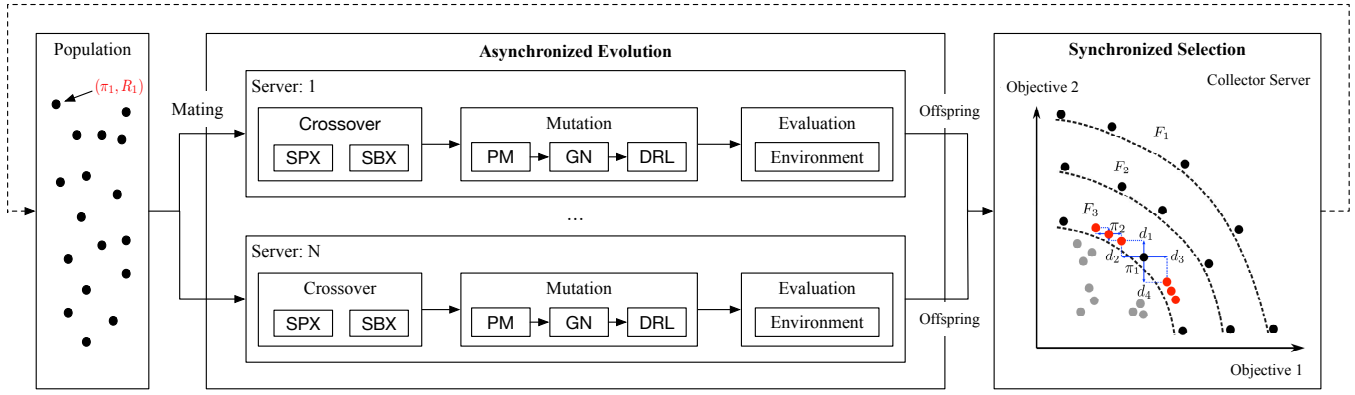 Population
(π₁, R₁)
Mating
Asynchronized Evolution
Server: 1
Crossover
SPX
SBX
Mutation
PM
GN
DRL
Evaluation
Environment
Offspring
...
Server: N
Crossover
SPX
SBX
Mutation
PM
GN
DRL
Evaluation
Environment
Offspring
Synchronized Selection
Collector Server
Objective 2
F₁
F₂
F₃
π₂
d₁
d₂
d₃
π₁
d₄
Objective 1